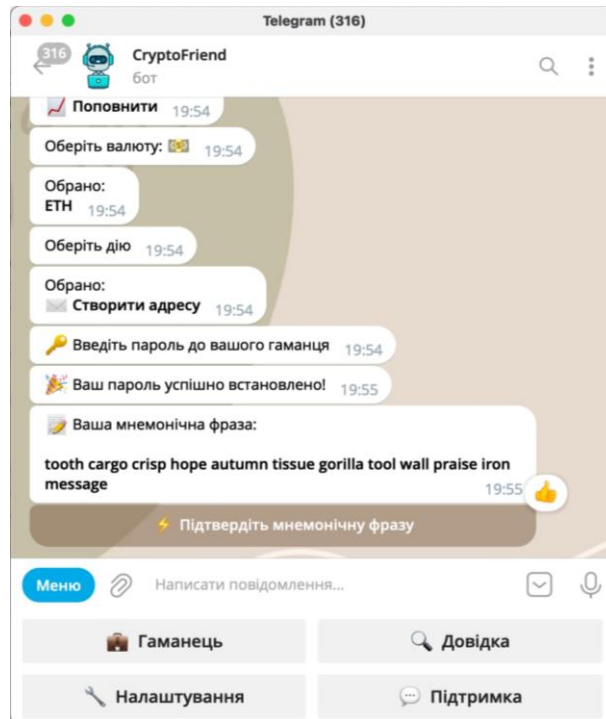 Telegram (316)
316
CryptoFriend
бот
📈 Поповнити 19:54
Оберіть валюту: 💴 19:54
Обрано:
ETH 19:54
Оберіть дію 19:54
Обрано:
✉️ Створити адресу 19:54
🔑 Введіть пароль до вашого гаманця 19:54
🎉 Ваш пароль успішно встановлено! 19:55
📝 Ваша мнемонічна фраза:
tooth cargo crisp hope autumn tissue gorilla tool wall praise iron
message 19:55
⚡ Підтвердіть мнемонічну фразу
Меню Написати повідомлення...
💼 Гаманець 🔍 Довідка
🔧 Налаштування 💬 Підтримка